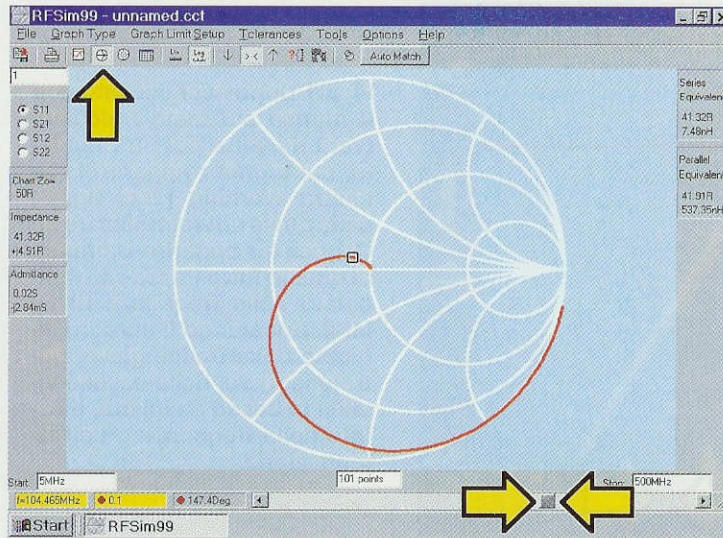 RFSim99 - unnamed.cct
File Graph Type Graph Limit Setup Tolerances Tools Options Help
Auto Match
1
S11
S21
S12
S22
Chart Zo=
50R
Impedance
41.32R
+j4.91R
Admittance
0.02S
-j2.84mS
Series
Equivalent
41.32R
7.48nH
Parallel
Equivalent
41.91R
537.35nH
Start: 5MHz
101 points
Stop: 500MHz
f=104.465MHz 0.1 147.4Deg
Start RFSim99